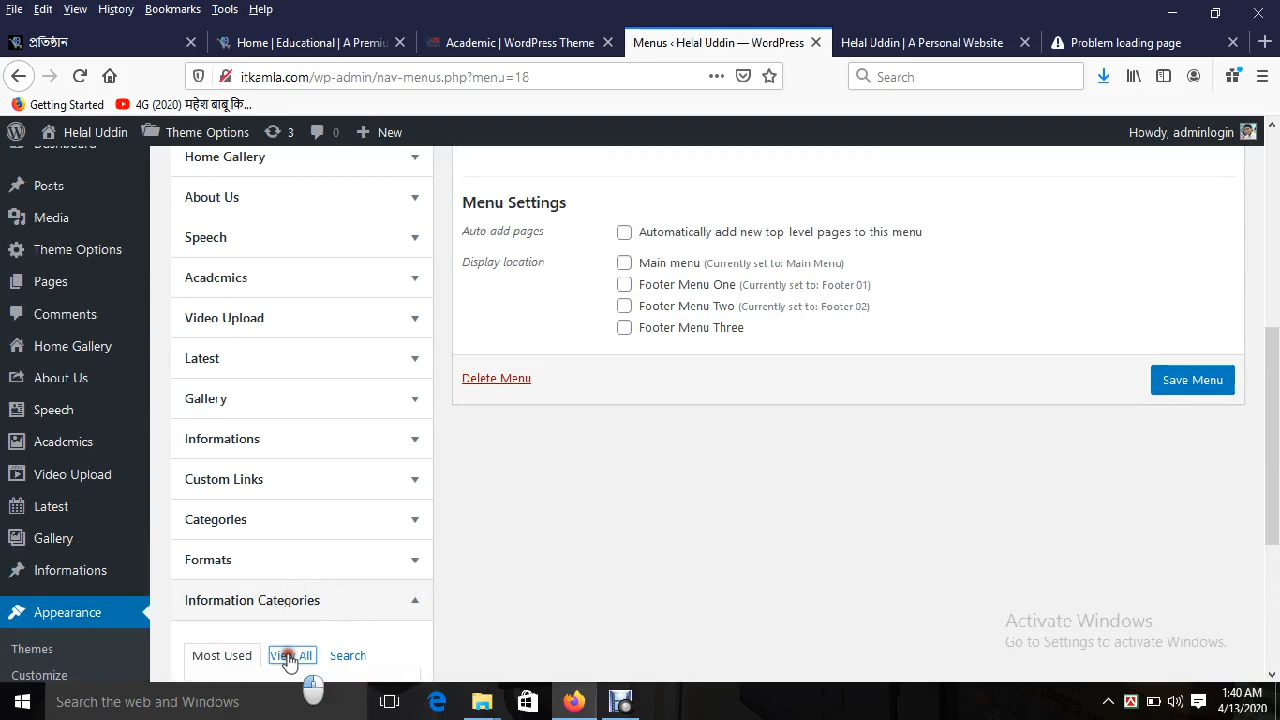 File Edit View History Bookmarks Tools Help
প্রতিষ্ঠান
Home | Educational | A Premiu
Academic | WordPress Theme
Menus ‹ Helal Uddin — WordPress
Helal Uddin | A Personal Website
Problem loading page
itkamla.com/wp-admin/nav-menus.php?menu=18
Search
Getting Started
4G (2020) महेश बाबू कि...
Helal Uddin
Theme Options
3
0
New
Howdy, adminlogin
Dashboard
Posts
Media
Theme Options
Pages
Comments
Home Gallery
About Us
Speech
Academics
Video Upload
Latest
Gallery
Informations
Appearance
Themes
Customize
Home Gallery
About Us
Speech
Academics
Video Upload
Latest
Gallery
Informations
Custom Links
Categories
Formats
Information Categories
Most Used View All Search
Menu Settings
Auto add pages
Automatically add new top-level pages to this menu
Display location
Main menu (Currently set to: Main Menu)
Footer Menu One (Currently set to: Footer 01)
Footer Menu Two (Currently set to: Footer 02)
Footer Menu Three
Delete Menu
Save Menu
Activate Windows
Go to Settings to activate Windows.
Search the web and Windows
1:40 AM
4/13/2020